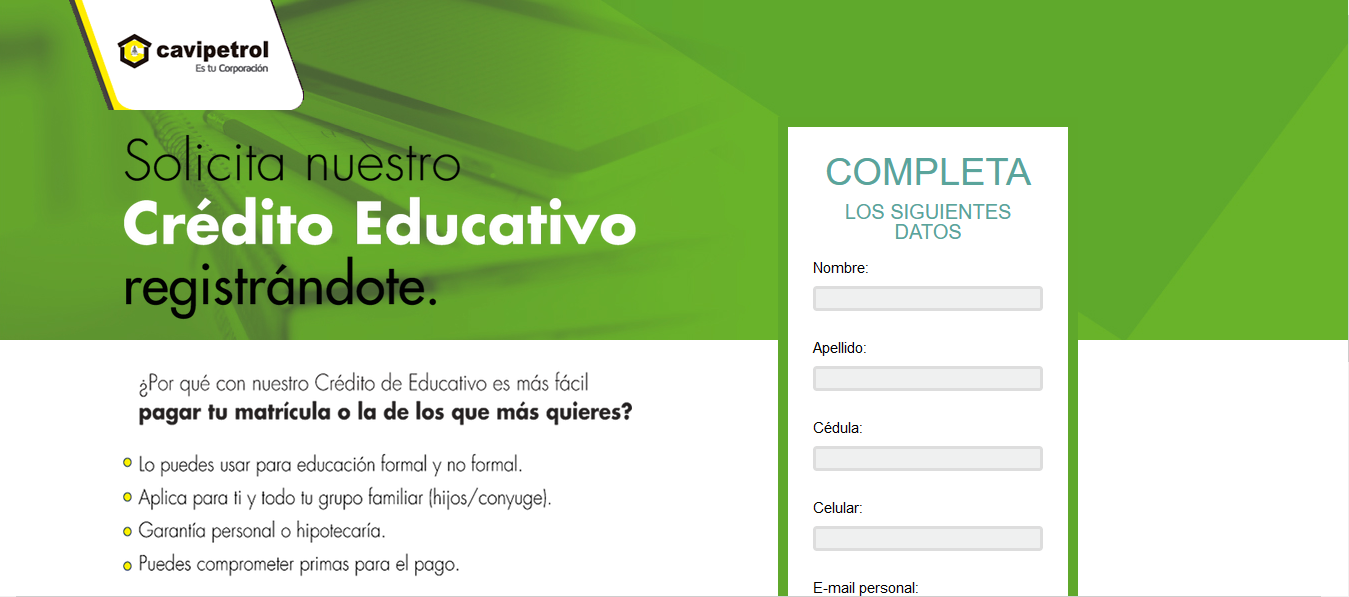 cavipetrol
Es tu Corporación
Solicita nuestro
Crédito Educativo
registrándote.
¿Por qué con nuestro Crédito de Educativo es más fácil
pagar tu matrícula o la de los que más quieres?
Lo puedes usar para educación formal y no formal.
Aplica para ti y todo tu grupo familiar (hijos/conyuge).
Garantía personal o hipotecaría.
Puedes comprometer primas para el pago.
COMPLETA
LOS SIGUIENTES
DATOS
Nombre:
Apellido:
Cédula:
Celular:
E-mail personal: